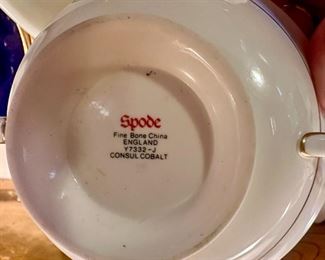 Spode
Fine Bone China
ENGLAND
Y7332-J
CONSUL COBALT